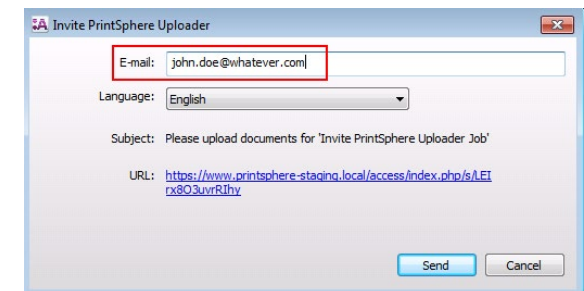 Invite PrintSphere Uploader
E-mail: john.doe@whatever.com
Language: English
Subject: Please upload documents for 'Invite PrintSphere Uploader Job'
URL: https://www.printsphere-staging.local/access/index.php/s/LEI
rx8O3uvrRIhy
Send Cancel